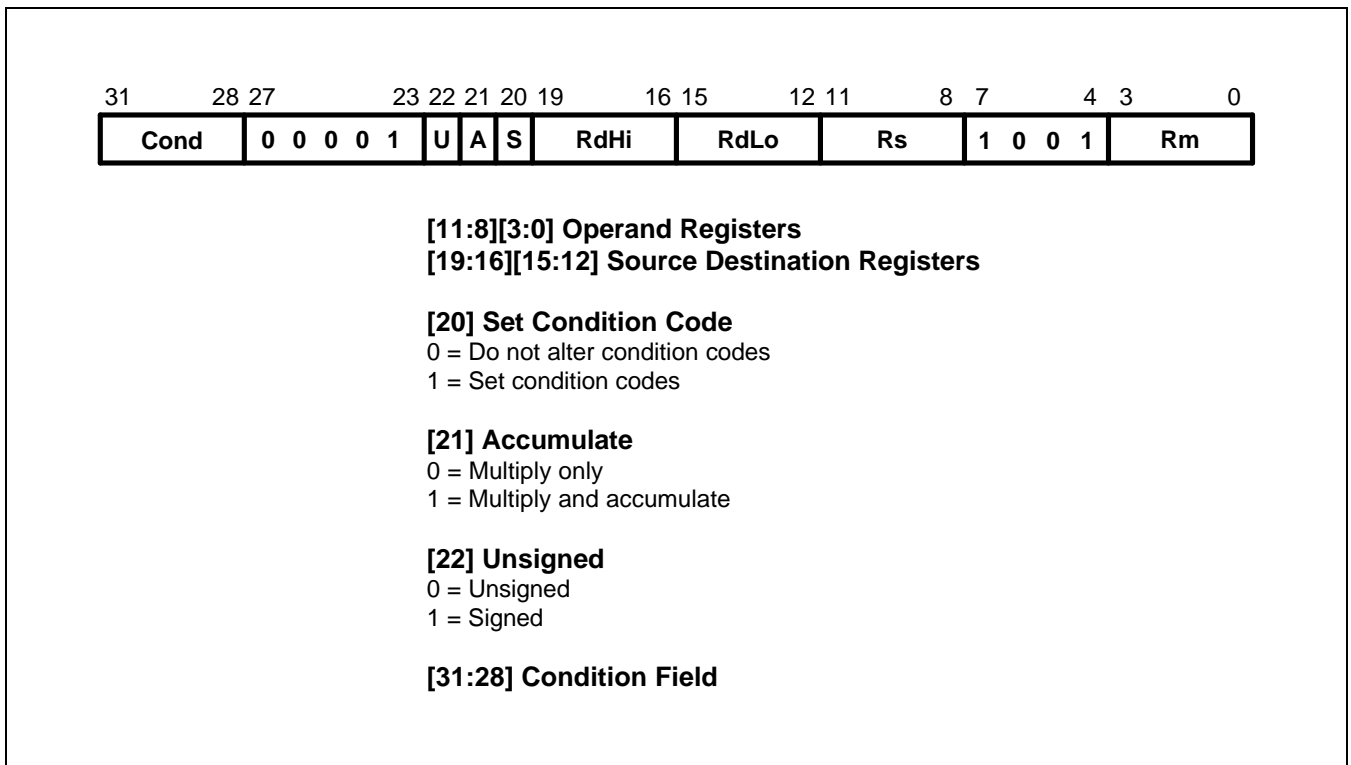 31 28 27 23 22 21 20 19 16 15 12 11 8 7 4 3 0
Cond 0 0 0 0 1 U A S RdHi RdLo Rs 1 0 0 1 Rm
[11:8][3:0] Operand Registers
[19:16][15:12] Source Destination Registers
[20] Set Condition Code
0 = Do not alter condition codes
1 = Set condition codes
[21] Accumulate
0 = Multiply only
1 = Multiply and accumulate
[22] Unsigned
0 = Unsigned
1 = Signed
[31:28] Condition Field